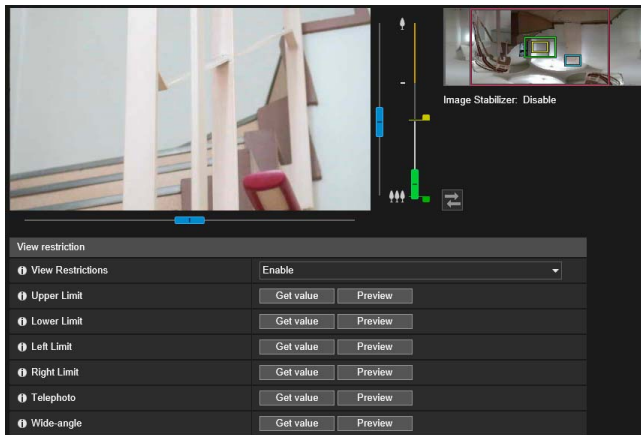 Image Stabilizer: Disable
View restriction
View Restrictions Enable
Upper Limit Get value Preview
Lower Limit Get value Preview
Left Limit Get value Preview
Right Limit Get value Preview
Telephoto Get value Preview
Wide-angle Get value Preview